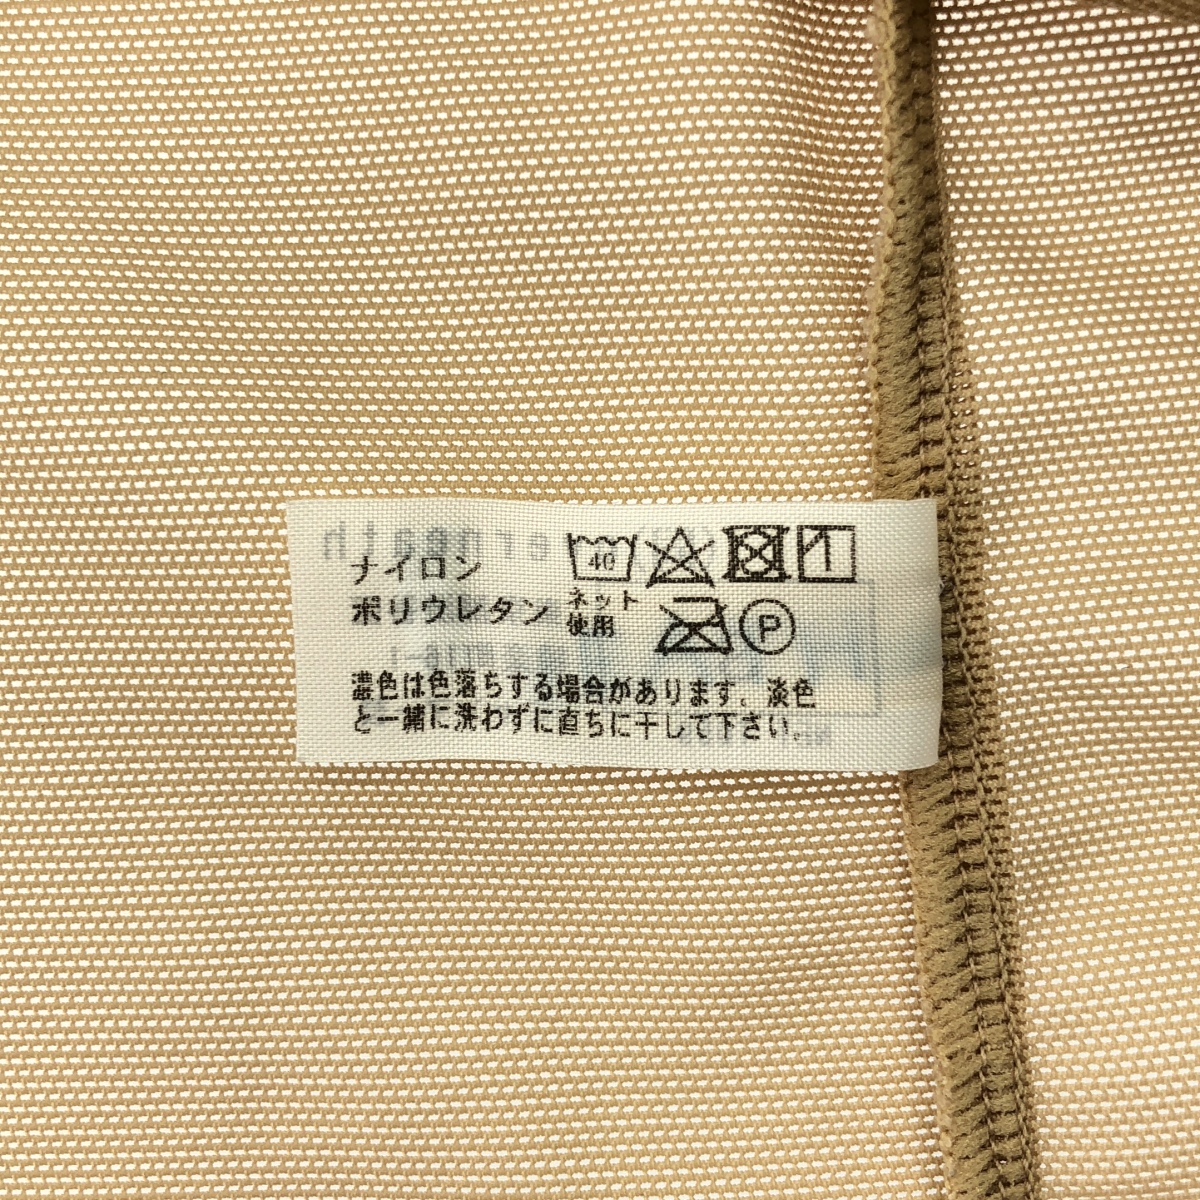 ナイロン
ポリウレタン
40
ネット
使用
P
濃色は色落ちする場合があります、淡色
と一緒に洗わずに直ちに干して下さい。